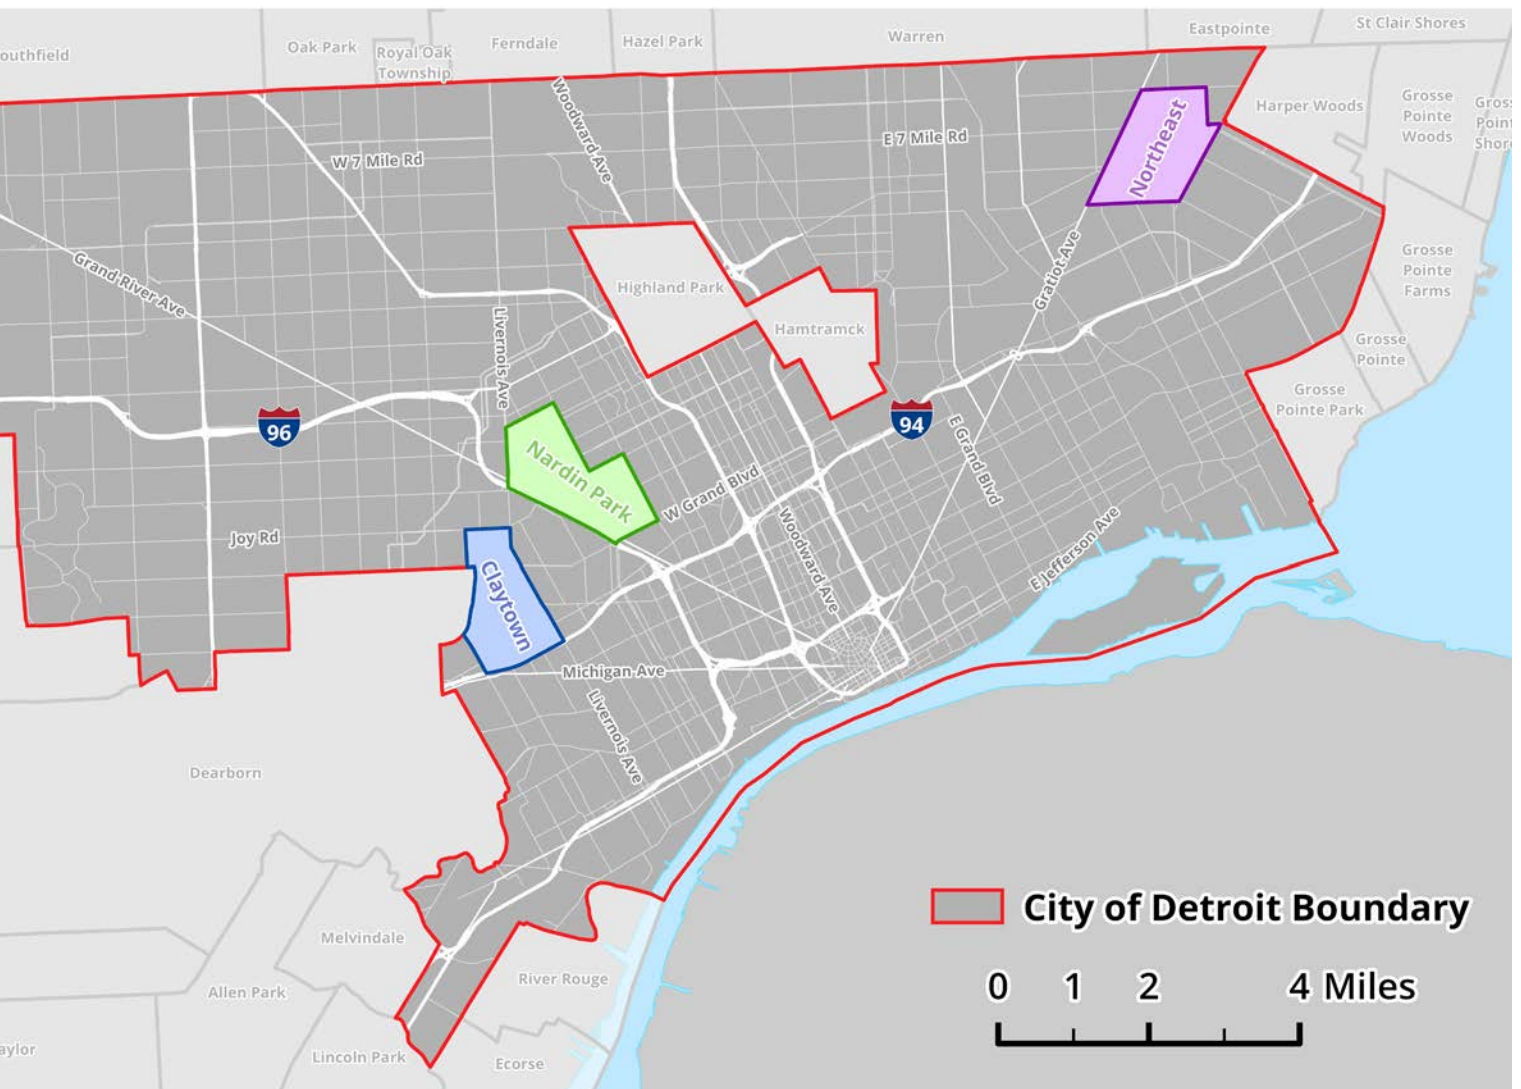 St Clair Shores
Eastpointe
Warren
Hazel Park
Ferndale
Oak Park
Royal Oak
Township
outhfield
Harper Woods
Grosse
Pointe
Woods
Gros
Poin
Shor
Northeast
E 7 Mile Rd
Woodward Ave
W 7 Mile Rd
Grosse
Pointe
Farms
Gratiot Ave
Grand River Ave
Highland Park
Hamtramck
Livernois Ave
Grosse
Pointe
Grosse
Pointe Park
96
94
E Grand Blvd
Nardin Park
W Grand Blvd
Woodward Ave
E Jefferson Ave
Joy Rd
Claytown
Michigan Ave
Livernois Ave
Dearborn
City of Detroit Boundary
Melvindale
River Rouge
Allen Park
0 1 2 4 Miles
aylor
Lincoln Park
Ecorse